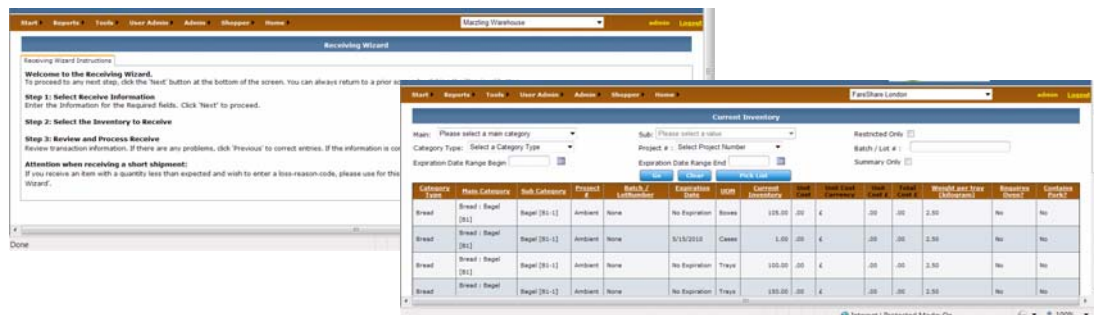 Start Reports Tools User Admin Admin Shopper Home Marzling Warehouse admin Logout
Receiving Wizard
Receiving Wizard Instructions
Welcome to the Receiving Wizard.
To proceed to any next step, click the 'Next' button at the bottom of the screen. You can always return to a prior
Step 1: Select Receive Information
Enter the Information for the Required fields. Click 'Next' to proceed.
Step 2: Select the Inventory to Receive
Step 3: Review and Process Receive
Review transaction information. If there are any problems, click 'Previous' to correct entries. If the information is cor
Attention when receiving a short shipment:
If you receive an item with a quantity less than expected and wish to enter a loss-reason-code, please use for this
Wizard'.
Done
Start Reports Tools User Admin Admin Shopper Home FareShare London admin Logout
Current Inventory
Main: Please select a main category Sub: Please select a value Restricted Only
Category Type: Select a Category Type Project #: Select Project Number Batch / Lot #:
Expiration Date Range Begin Expiration Date Range End Summary Only
Go Clear Pick List
Category Type Main Category Sub Category Project # Batch / LotNumber Expiration Date UOM Current Inventory Unit Cost Unit Cost Currency Unit Cost £ Total Cost £ Weight per tray (kilogram) Requires Oven? Contains Pork?
Bread Bread : Bagel [B1] Bagel [B1-1] Ambient None No Expiration Boxes 105.00 .00 £ .00 .00 2.50 No No
Bread Bread : Bagel [B1] Bagel [B1-1] Ambient None 5/15/2010 Cases 1.00 .00 £ .00 .00 2.50 No No
Bread Bread : Bagel [B1] Bagel [B1-1] Ambient None No Expiration Trays 100.00 .00 £ .00 .00 2.50 No No
Bread Bread : Bagel Bagel [B1-1] Ambient None No Expiration Trays .00 £ .00 .00 2.50 No No
Internet | Protected Mode: On 100%